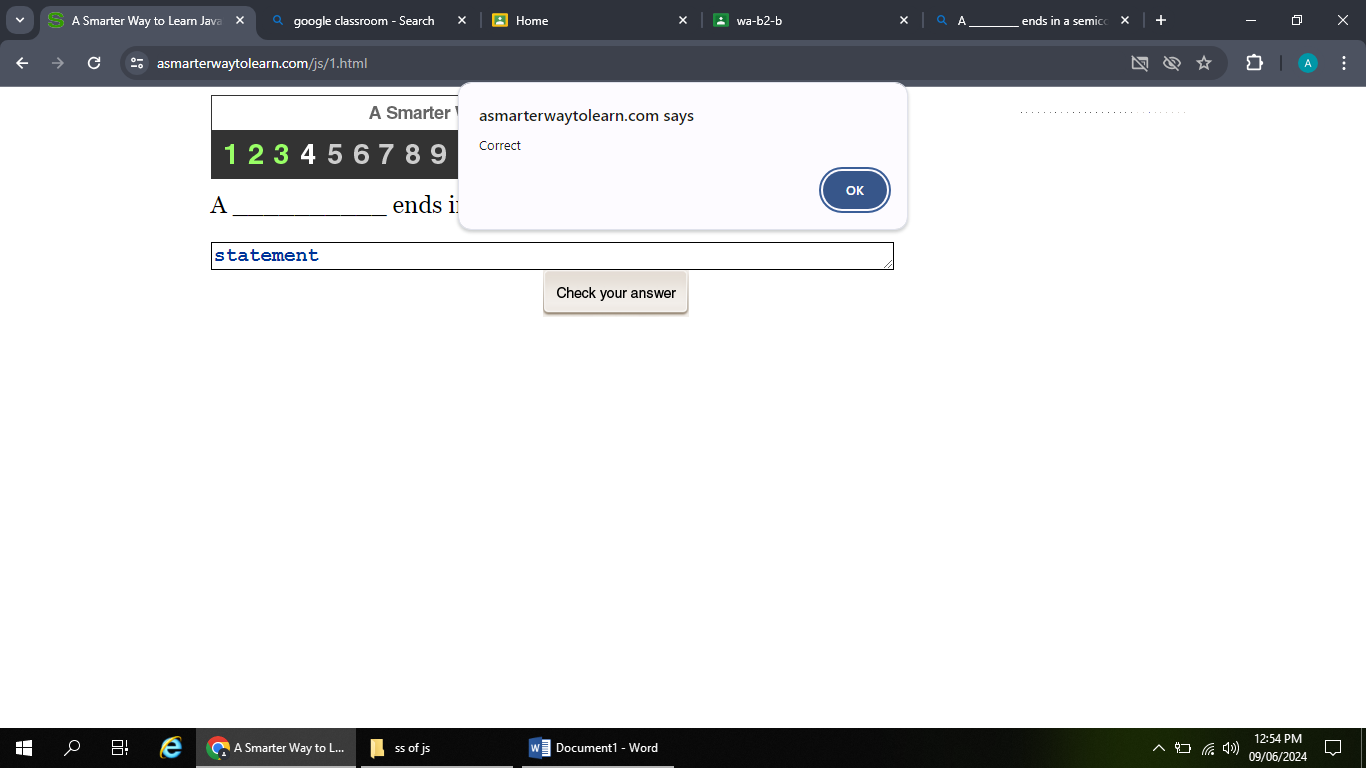 A Smarter Way to Learn Java
google classroom - Search
Home
wa-b2-b
A ________ ends in a semico
asmarterwaytolearn.com/js/1.html
A
A Smarter
asmarterwaytolearn.com says
Correct
OK
1 2 3 4 5 6 7 8 9
A ___________ ends in
statement
Check your answer
A Smarter Way to L...
ss of js
Document1 - Word
12:54 PM
09/06/2024